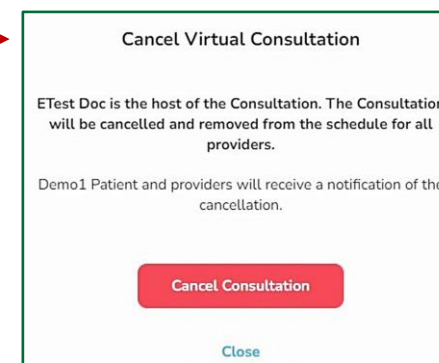 Cancel Virtual Consultation
ETest Doc is the host of the Consultation. The Consultation
will be cancelled and removed from the schedule for all
providers.
Demo1 Patient and providers will receive a notification of the
cancellation.
Cancel Consultation
Close